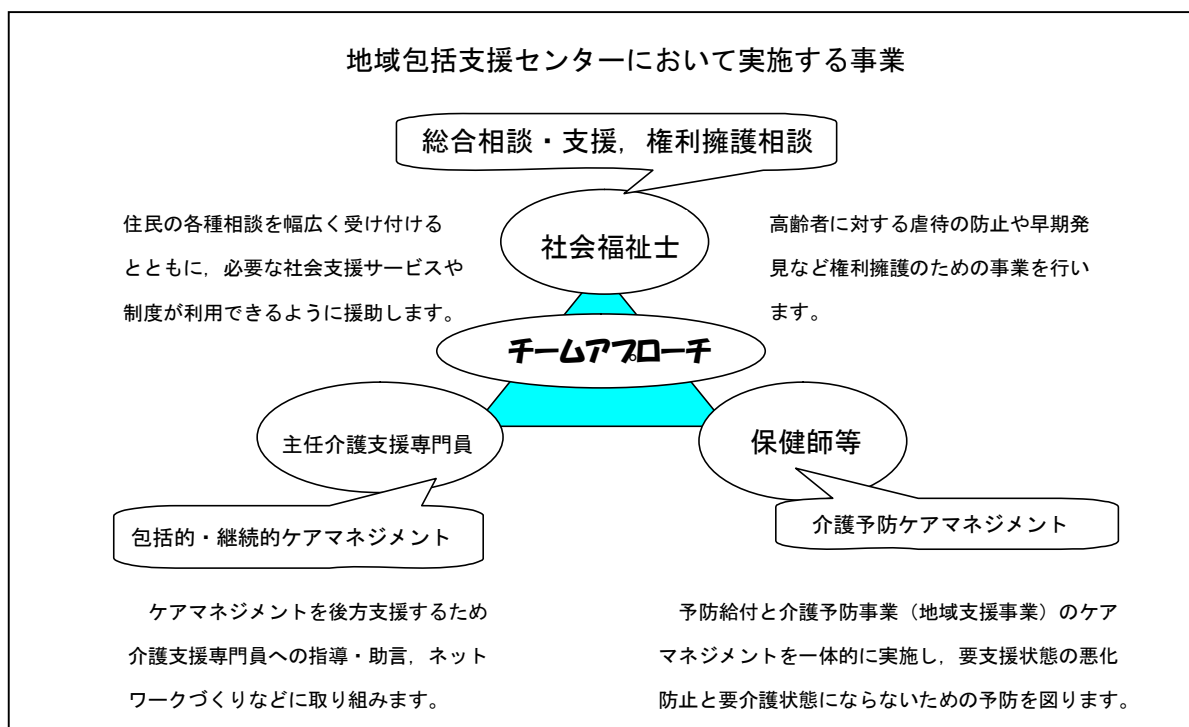 地域包括支援センターにおいて実施する事業
総合相談・支援，権利擁護相談
住民の各種相談を幅広く受け付ける
とともに，必要な社会支援サービスや
制度が利用できるように援助します。
社会福祉士
高齢者に対する虐待の防止や早期発
見など権利擁護のための事業を行い
ます。
チームアプローチ
主任介護支援専門員
保健師等
包括的・継続的ケアマネジメント
介護予防ケアマネジメント
ケアマネジメントを後方支援するため
介護支援専門員への指導・助言，ネット
ワークづくりなどに取り組みます。
予防給付と介護予防事業（地域支援事業）のケア
マネジメントを一体的に実施し，要支援状態の悪化
防止と要介護状態にならないための予防を図ります。